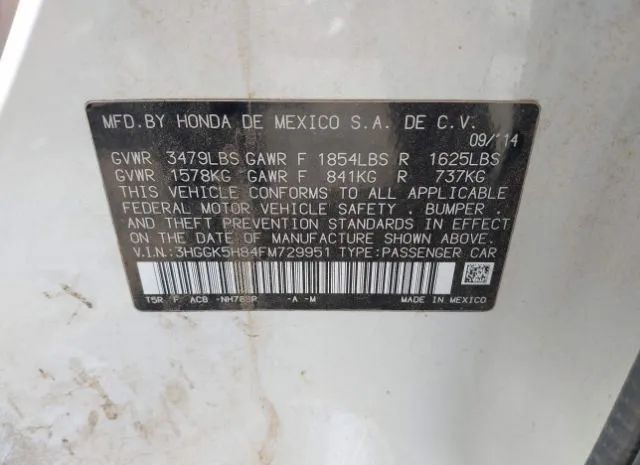 MFD. BY HONDA DE MEXICO S.A. DE C.V.
09/14
GVWR 3479LBS GAWR F 1854LBS R 1625LBS
GVWR 1578KG GAWR F 841KG R 737KG
THIS VEHICLE CONFORMS TO ALL APPLICABLE
FEDERAL MOTOR VEHICLE SAFETY . BUMPER .
AND THEFT PREVENTION STANDARDS IN EFFECT
ON THE DATE OF MANUFACTURE SHOWN ABOVE.
V.I.N.:3HGGK5H84FM729951 TYPE:PASSENGER CAR
T5R F ACB -A -M MADE IN MEXICO